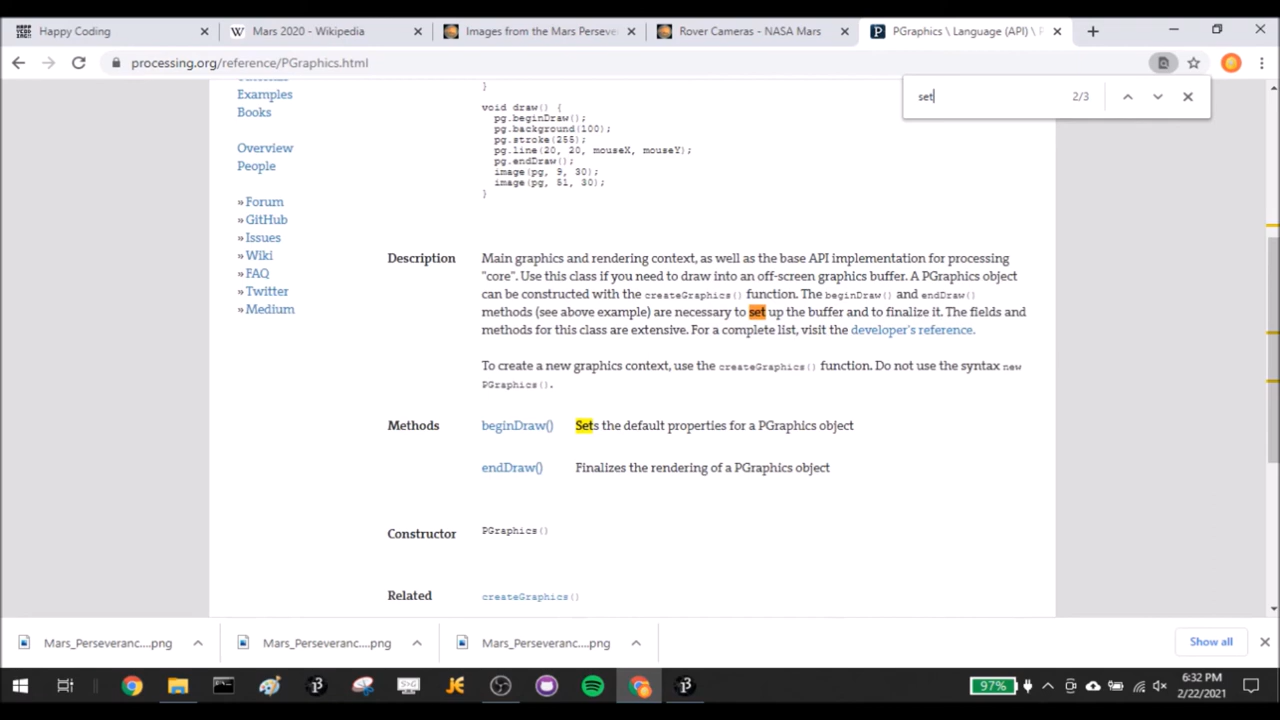 Happy Coding
Mars 2020 - Wikipedia
Images from the Mars Perseve
Rover Cameras - NASA Mars
PGraphics \ Language (API) \ P
processing.org/reference/PGraphics.html
set
2/3
Examples
Books
Overview
People
» Forum
» GitHub
» Issues
» Wiki
» FAQ
» Twitter
» Medium
}
void draw() {
pg.beginDraw();
pg.background(100);
pg.stroke(255);
pg.line(20, 20, mouseX, mouseY);
pg.endDraw();
image(pg, 9, 30);
image(pg, 51, 30);
}
Description
Main graphics and rendering context, as well as the base API implementation for processing
"core". Use this class if you need to draw into an off-screen graphics buffer. A PGraphics object
can be constructed with the createGraphics() function. The beginDraw() and endDraw()
methods (see above example) are necessary to set up the buffer and to finalize it. The fields and
methods for this class are extensive. For a complete list, visit the developer's reference.
To create a new graphics context, use the createGraphics() function. Do not use the syntax new
PGraphics().
Methods
beginDraw() Sets the default properties for a PGraphics object
endDraw() Finalizes the rendering of a PGraphics object
Constructor
PGraphics()
Related
createGraphics()
Mars_Perseveranc....png
Mars_Perseveranc....png
Mars_Perseveranc....png
Show all
97%
6:32 PM
2/22/2021